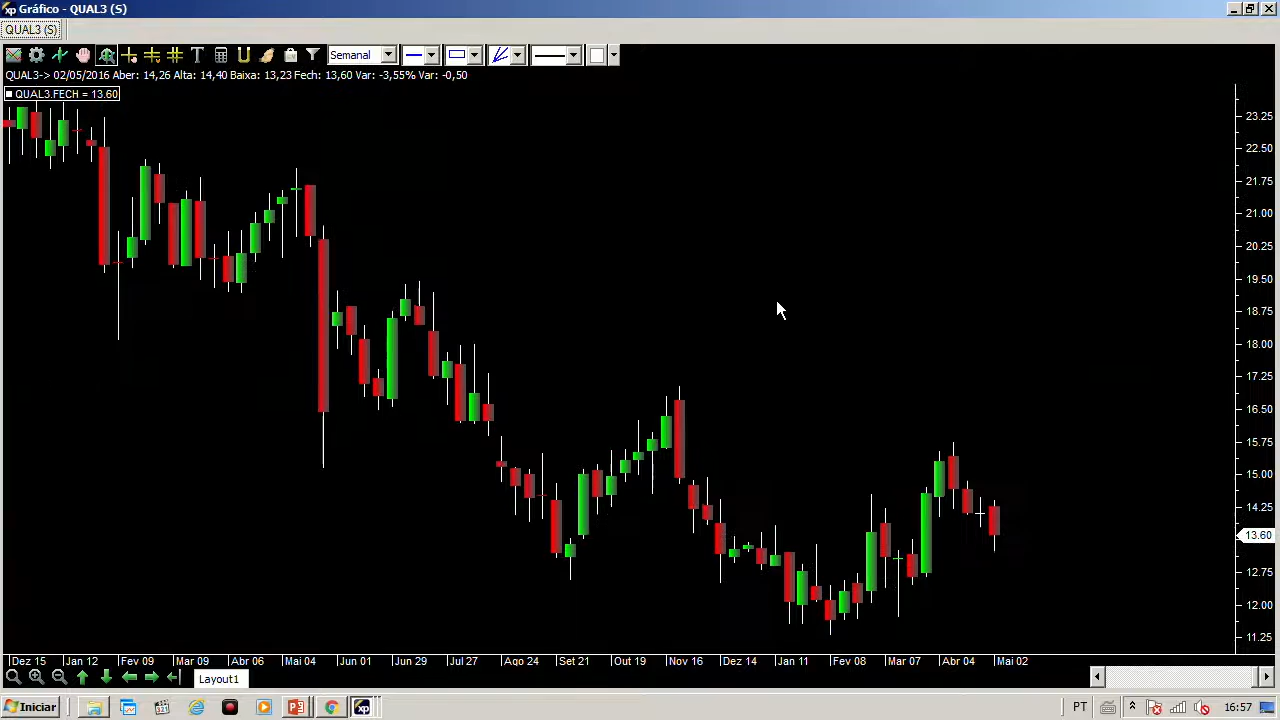 xp Gráfico - QUAL3 (S)
QUAL3 (S)
T U Semanal
QUAL3-> 02/05/2016 Aber: 14,26 Alta: 14,40 Baixa: 13,23 Fech: 13,60 Var: -3,55% Var: -0,50
QUAL3.FECH = 13.60
23.25
22.50
21.75
21.00
20.25
19.50
18.75
18.00
17.25
16.50
15.75
15.00
14.25
13.60
12.75
12.00
11.25
Dez 15 Jan 12 Fev 09 Mar 09 Abr 06 Mai 04 Jun 01 Jun 29 Jul 27 Ago 24 Set 21 Out 19 Nov 16 Dez 14 Jan 11 Fev 08 Mar 07 Abr 04 Mai 02
Layout1
Iniciar 321 xp PT 16:57